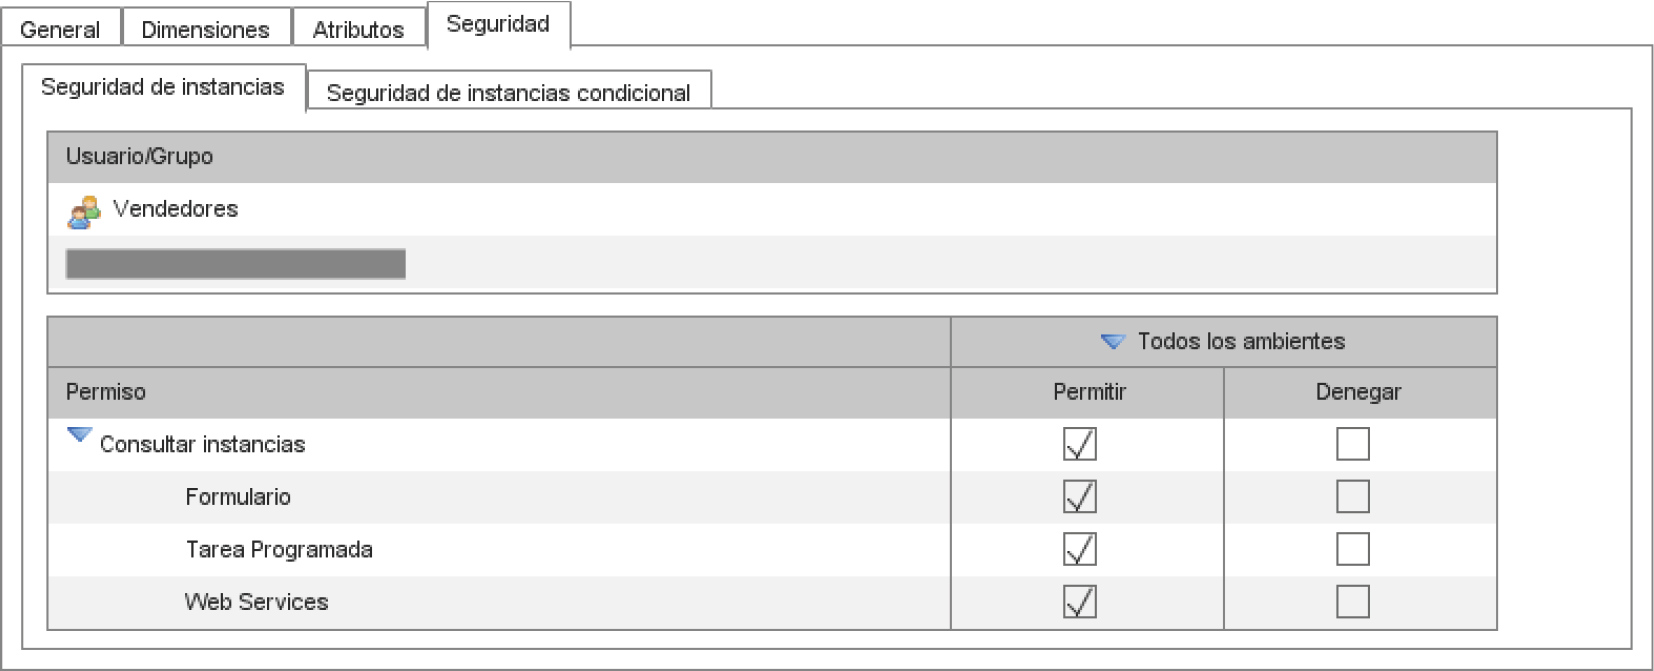 General Dimensiones Atributos Seguridad
Seguridad de instancias Seguridad de instancias condicional
Usuario/Grupo
Vendedores
Todos los ambientes
Permiso Permitir Denegar
Consultar instancias
Formulario
Tarea Programada
Web Services